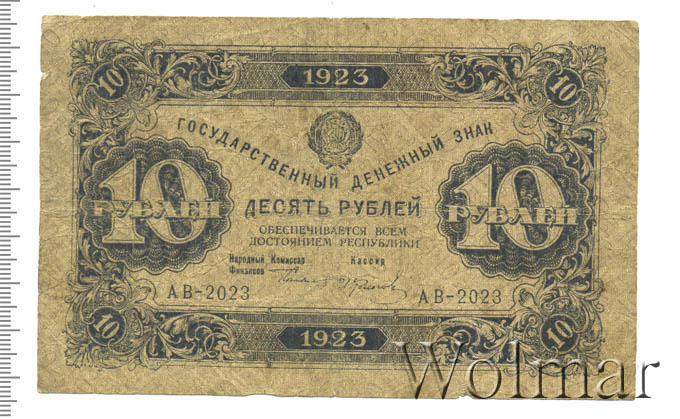 10 1923 10
ГОСУДАРСТВЕННЫЙ ДЕНЕЖНЫЙ ЗНАК
10 РУБЛЕЙ
10 РУБЛЕЙ
ДЕСЯТЬ РУБЛЕЙ
ОБЕСПЕЧИВАЕТСЯ ВСЕМ
ДОСТОЯНИЕМ РЕСПУБЛИКИ
Народный Комиссар
Финансов
Кассир
АВ-2023 АВ-2023
10 1923 10
Wolmar